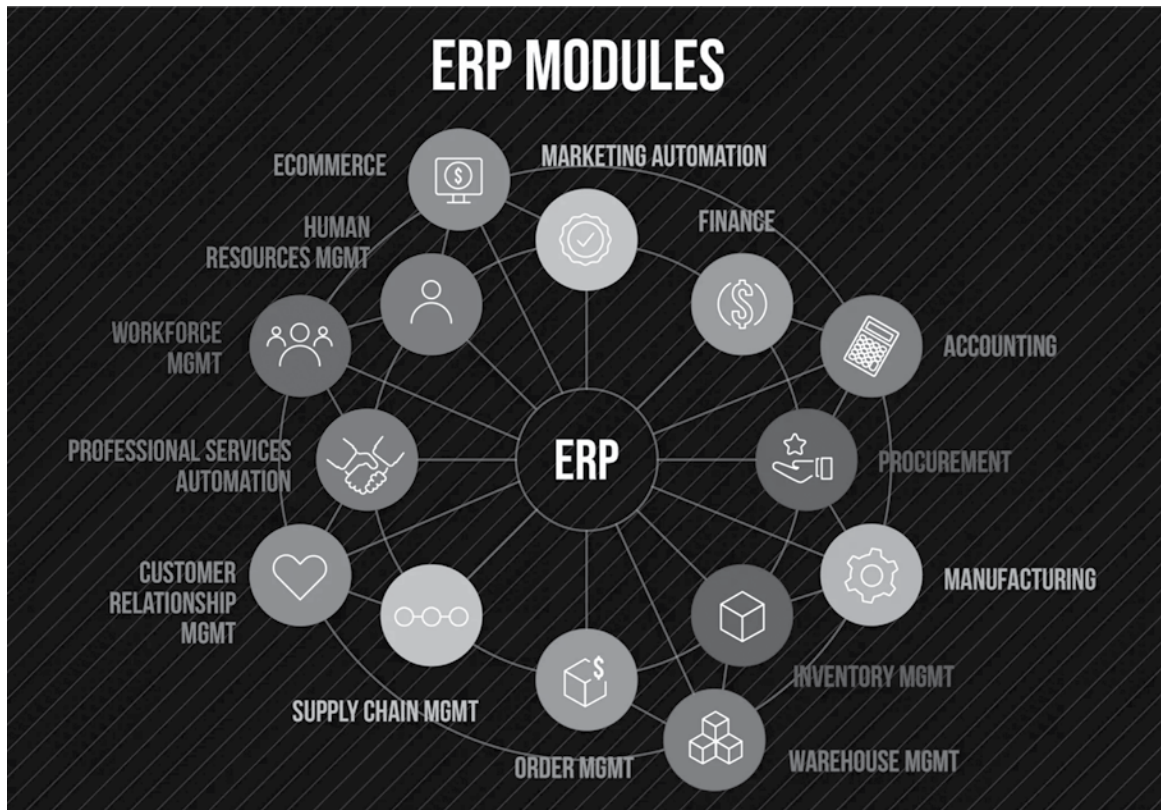 ERP MODULES
ECOMMERCE
MARKETING AUTOMATION
HUMAN
RESOURCES MGMT
FINANCE
WORKFORCE
MGMT
ACCOUNTING
PROFESSIONAL SERVICES
AUTOMATION
ERP
PROCUREMENT
CUSTOMER
RELATIONSHIP
MGMT
MANUFACTURING
SUPPLY CHAIN MGMT
INVENTORY MGMT
ORDER MGMT
WAREHOUSE MGMT